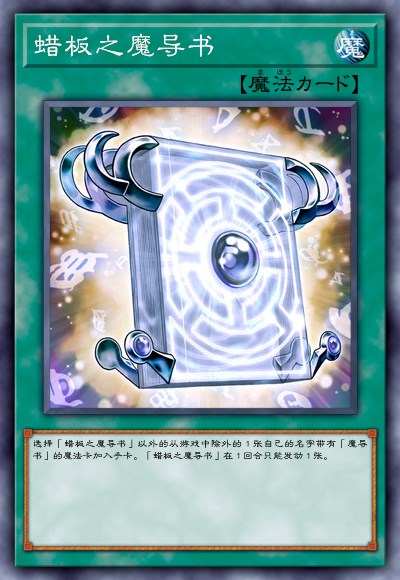 蜡板之魔导书
魔
【魔法カード】
ま ほう
选择「蜡板之魔导书」以外的从游戏中除外的1张自己的名字带有「魔导
书」的魔法卡加入手卡。「蜡板之魔导书」在1回合只能发动1张。